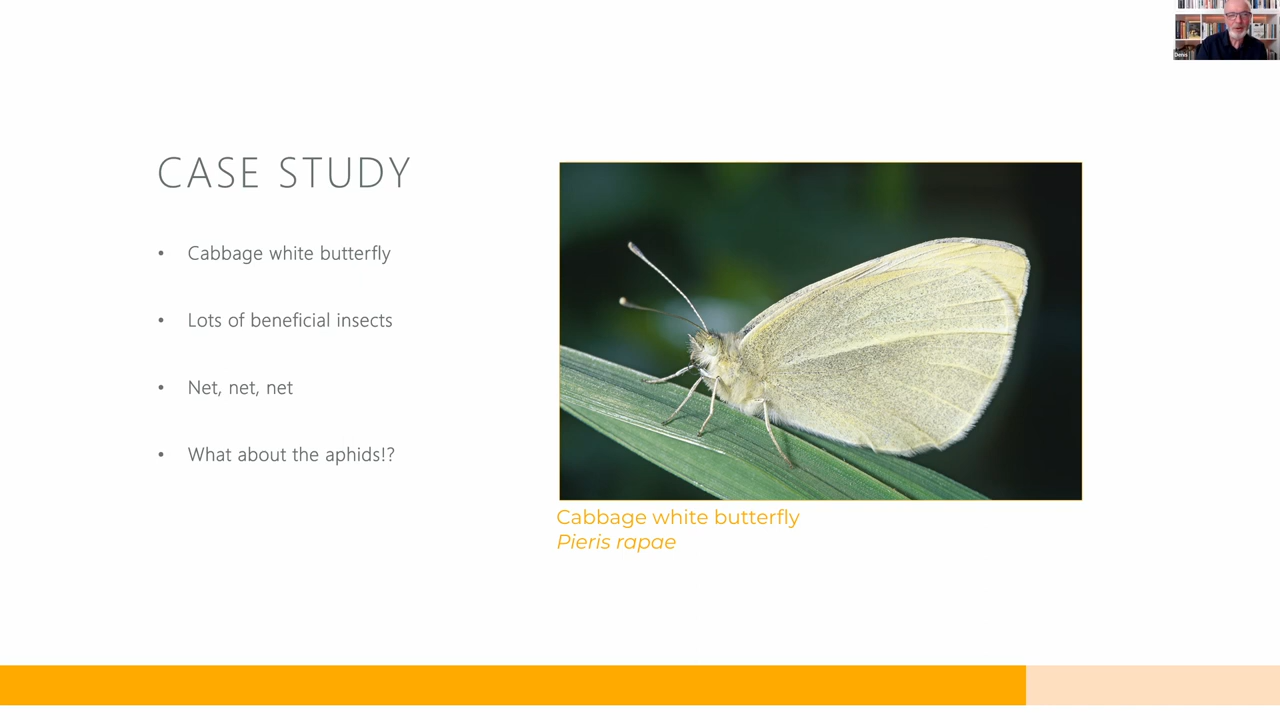 CASE STUDY
• Cabbage white butterfly
• Lots of beneficial insects
• Net, net, net
• What about the aphids!?
Cabbage white butterfly
Pieris rapae
Denis